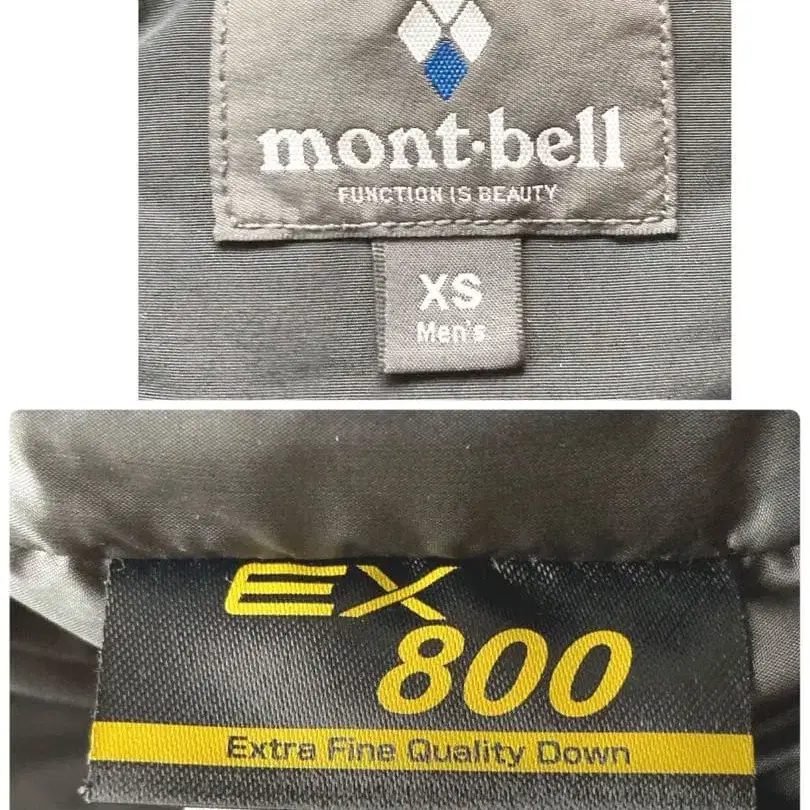 mont·bell
FUNCTION IS BEAUTY
XS
Men's
EX
800
Extra Fine Quality Down